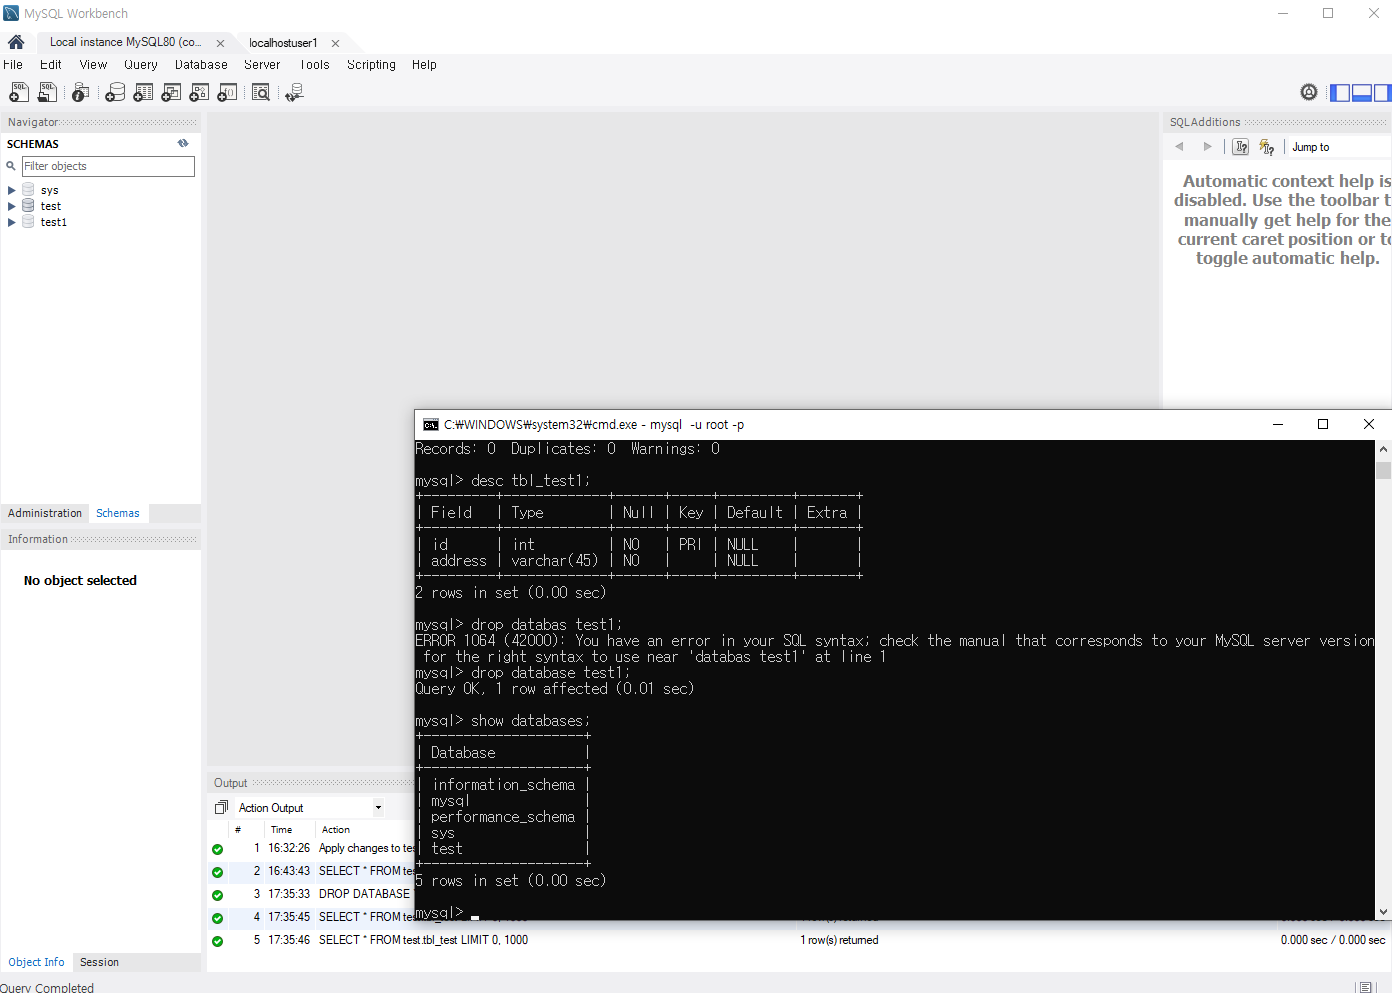 MySQL Workbench
Local instance MySQL80 (co... localhostuser1
File Edit View Query Database Server Tools Scripting Help
Navigator
SCHEMAS
Filter objects
sys
test
test1
Administration Schemas
Information
No object selected
Object Info Session
Query Completed
SQLAdditions
Jump to
Automatic context help is
disabled. Use the toolbar t
manually get help for the
current caret position or to
toggle automatic help.
C:₩WINDOWS₩system32₩cmd.exe - mysql  -u root -p
Records: 0  Duplicates: 0  Warnings: 0
mysql> desc tbl_test1;
+---------+-------------+------+-----+---------+-------+
| Field   | Type        | Null | Key | Default | Extra |
+---------+-------------+------+-----+---------+-------+
| id      | int         | NO   | PRI | NULL    |       |
| address | varchar(45) | NO   |     | NULL    |       |
+---------+-------------+------+-----+---------+-------+
2 rows in set (0.00 sec)
mysql> drop databas test1;
ERROR 1064 (42000): You have an error in your SQL syntax; check the manual that corresponds to your MySQL server version
 for the right syntax to use near 'databas test1' at line 1
mysql> drop database test1;
Query OK, 1 row affected (0.01 sec)
mysql> show databases;
+--------------------+
| Database           |
+--------------------+
| information_schema |
| mysql              |
| performance_schema |
| sys                |
| test               |
+--------------------+
5 rows in set (0.00 sec)
mysql>
Output
Action Output
# Time Action
1 16:32:26 Apply changes to tes
2 16:43:43 SELECT * FROM te
3 17:35:33 DROP DATABASE
4 17:35:45 SELECT * FROM
5 17:35:46 SELECT * FROM test.tbl_test LIMIT 0, 1000 1 row(s) returned 0.000 sec / 0.000 sec